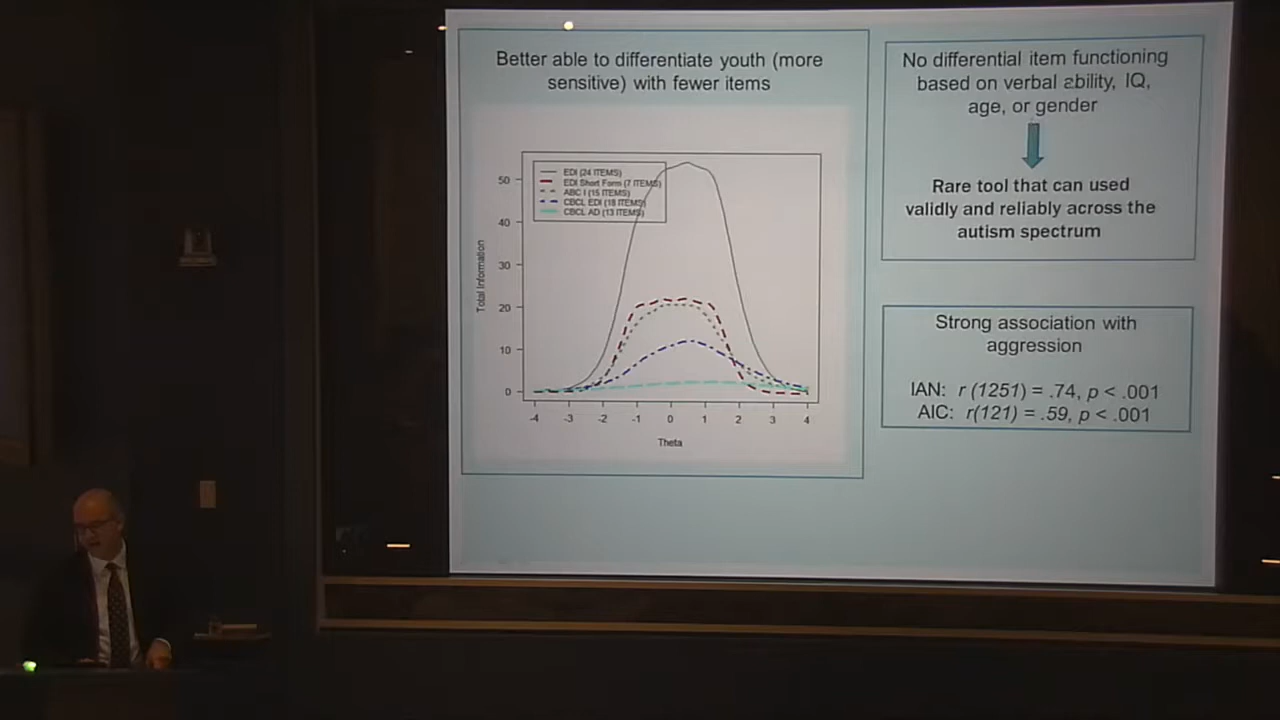 Better able to differentiate youth (more
sensitive) with fewer items
EDI (24 ITEMS)
EDI Short Form (7 ITEMS)
ABC I (15 ITEMS)
CBCL EDI (18 ITEMS)
CBCL AD (13 ITEMS)
50
40
30
20
10
0
Total Information
-4 -3 -2 -1 0 1 2 3 4
Theta
No differential item functioning
based on verbal ability, IQ,
age, or gender
Rare tool that can used
validly and reliably across the
autism spectrum
Strong association with
aggression
IAN: r (1251) = .74, p < .001
AIC: r(121) = .59, p < .001